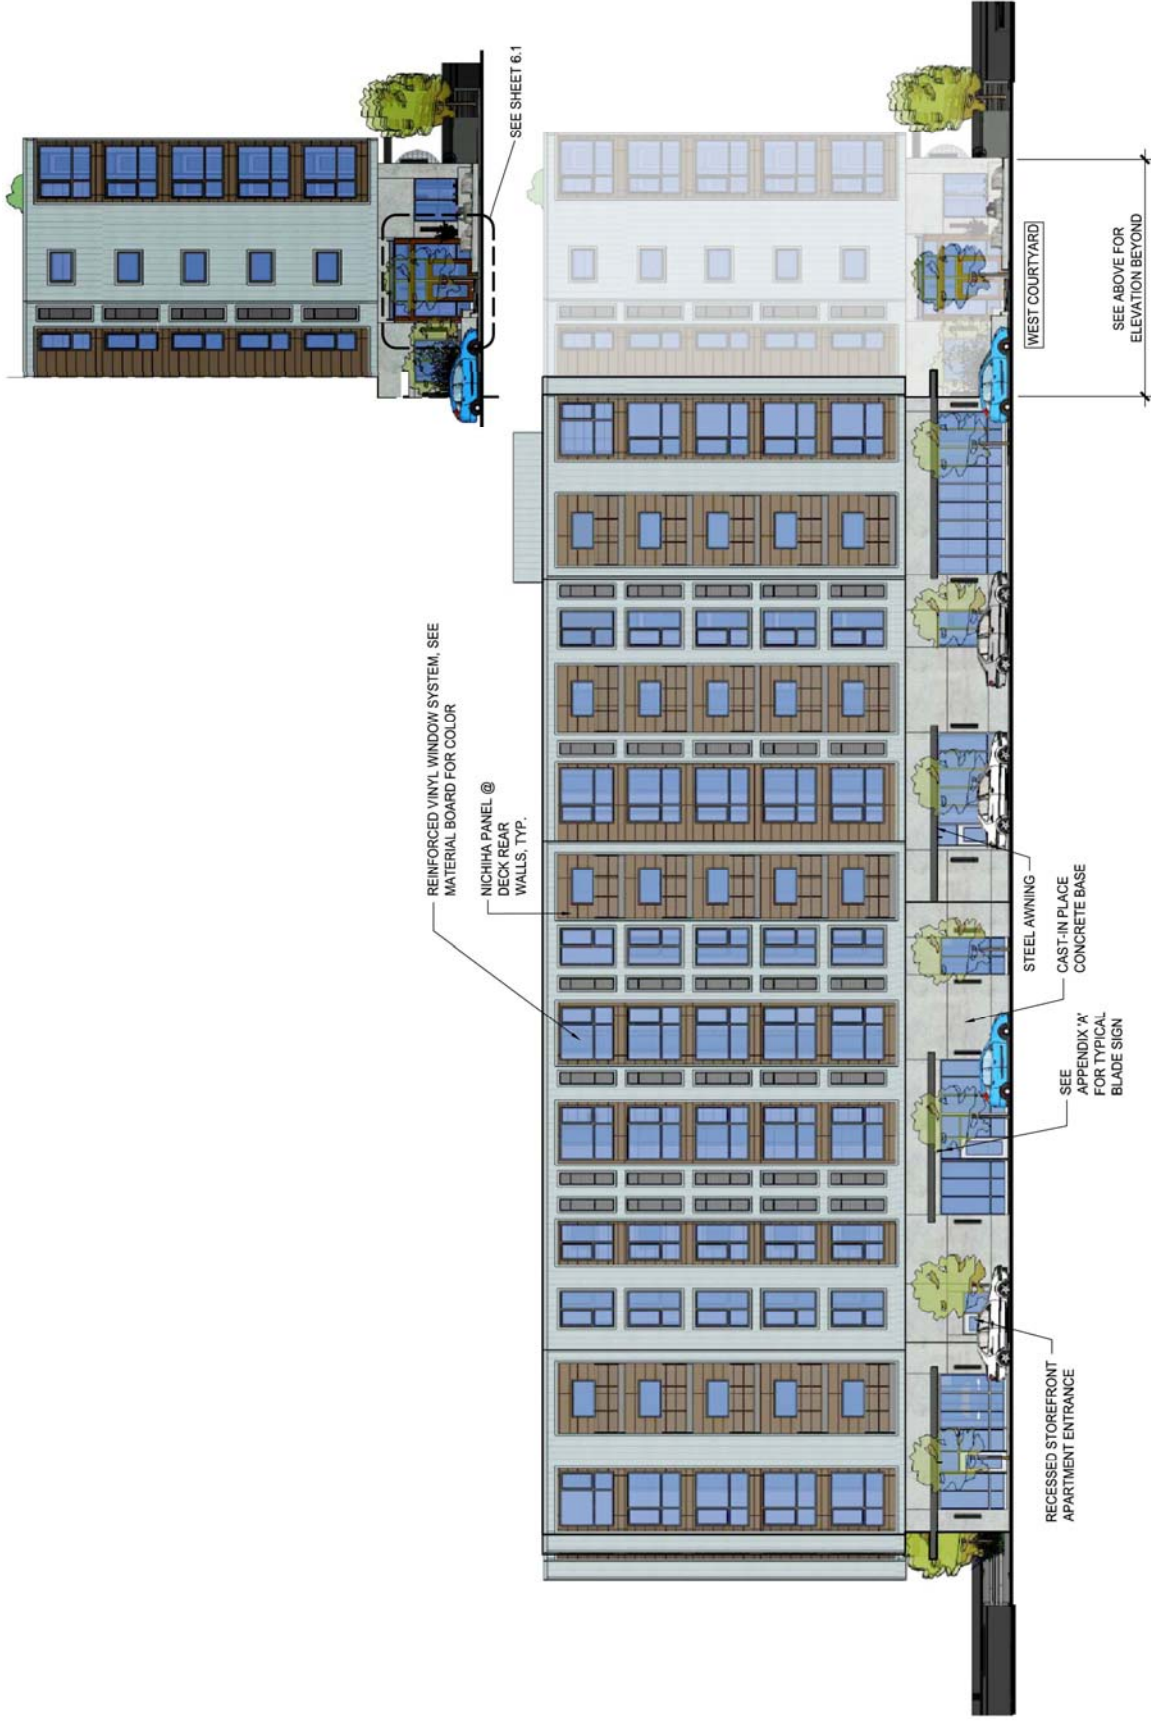 REINFORCED VINYL WINDOW SYSTEM, SEE
MATERIAL BOARD FOR COLOR
NICHIHA PANEL @
DECK REAR
WALLS, TYP.
SEE SHEET 6.1
RECESSED STOREFRONT
APARTMENT ENTRANCE
SEE
APPENDIX 'A'
FOR TYPICAL
BLADE SIGN
CAST-IN PLACE
CONCRETE BASE
STEEL AWNING
WEST COURTYARD
SEE ABOVE FOR
ELEVATION BEYOND